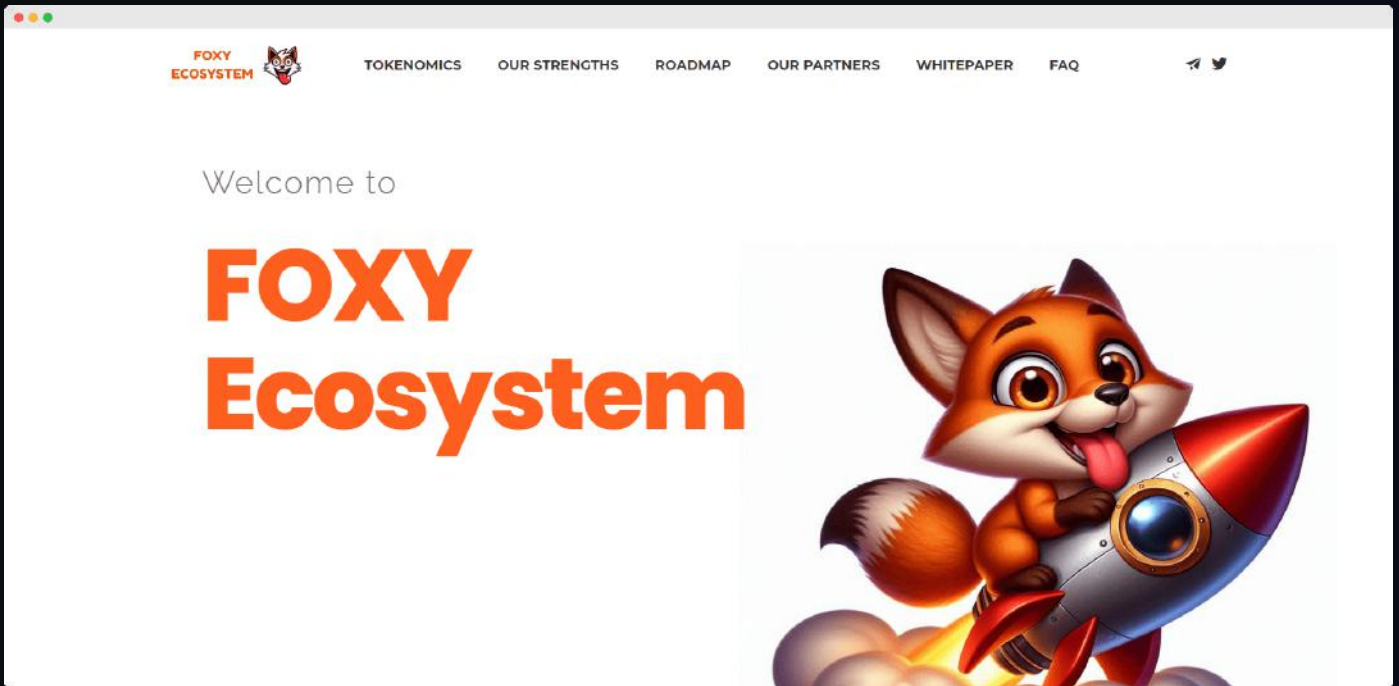 FOXY
ECOSYSTEM
TOKENOMICS
OUR STRENGTHS
ROADMAP
OUR PARTNERS
WHITEPAPER
FAQ
Welcome to
FOXY
Ecosystem